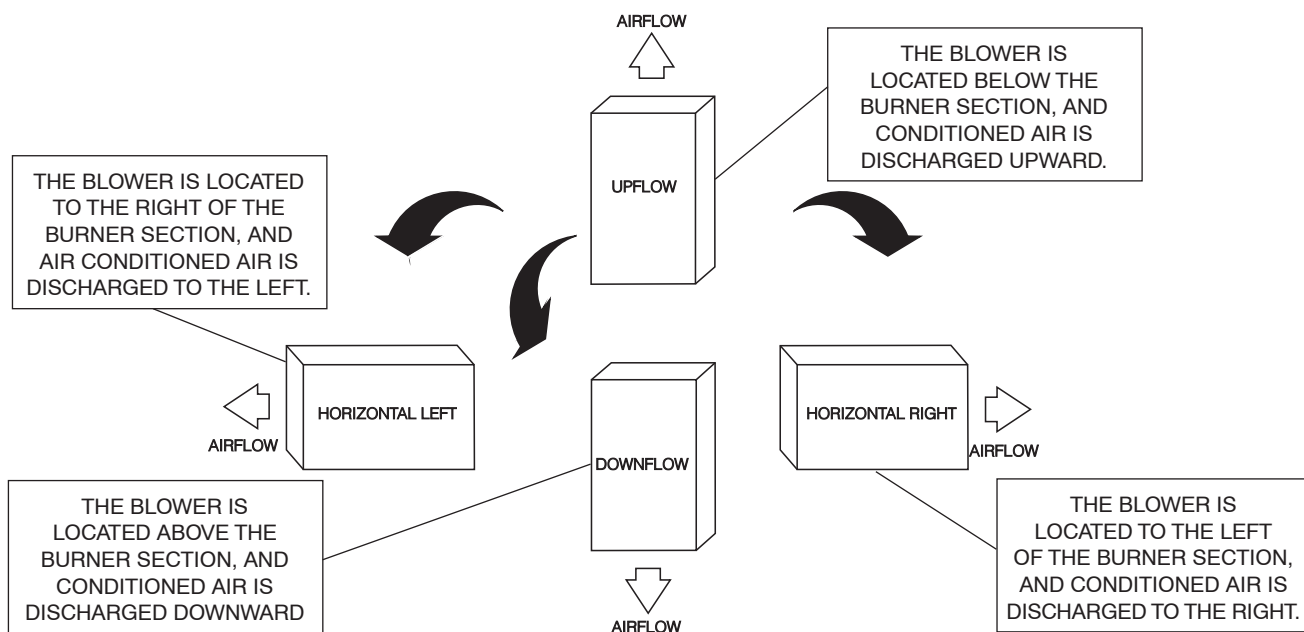 AIRFLOW
THE BLOWER IS
LOCATED BELOW THE
BURNER SECTION, AND
CONDITIONED AIR IS
DISCHARGED UPWARD.
THE BLOWER IS LOCATED
TO THE RIGHT OF THE
BURNER SECTION, AND
AIR CONDITIONED AIR IS
DISCHARGED TO THE LEFT.
UPFLOW
HORIZONTAL LEFT
AIRFLOW
HORIZONTAL RIGHT
AIRFLOW
DOWNFLOW
THE BLOWER IS
LOCATED ABOVE THE
BURNER SECTION, AND
CONDITIONED AIR IS
DISCHARGED DOWNWARD
THE BLOWER IS
LOCATED TO THE LEFT
OF THE BURNER SECTION,
AND CONDITIONED AIR IS
DISCHARGED TO THE RIGHT.
AIRFLOW